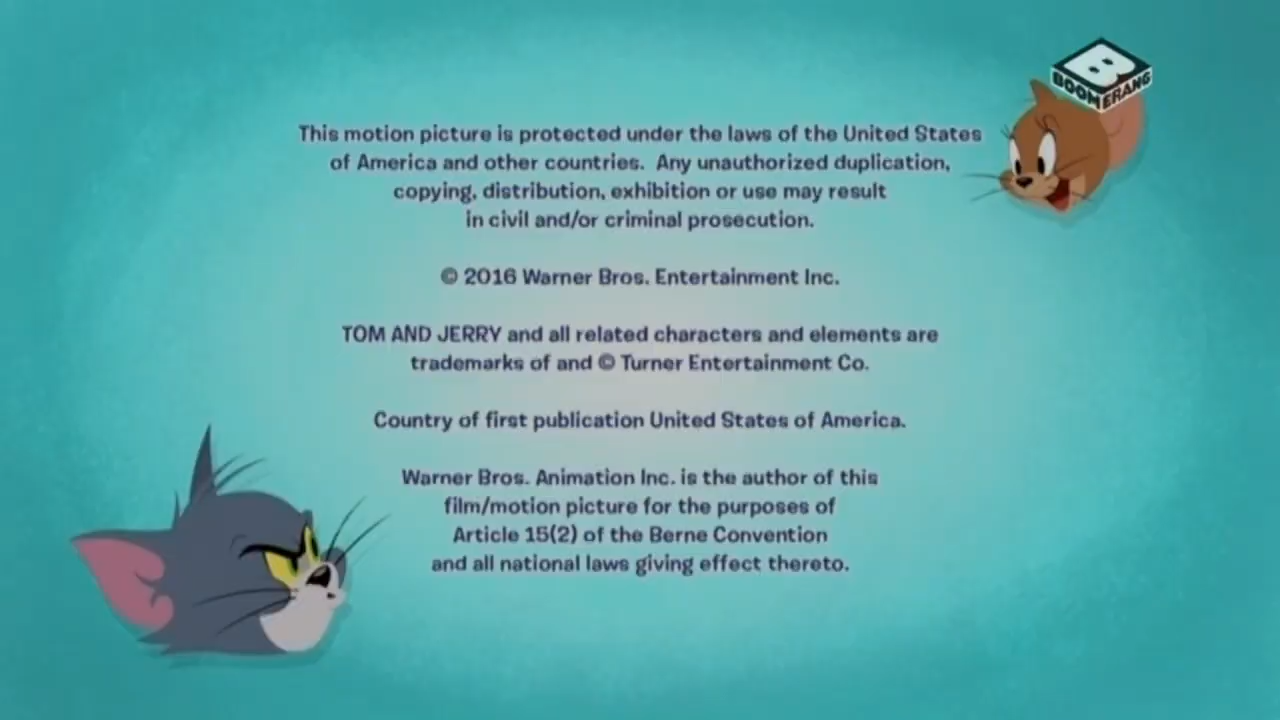 B
BOOMERANG
This motion picture is protected under the laws of the United States
of America and other countries.  Any unauthorized duplication,
copying, distribution, exhibition or use may result
in civil and/or criminal prosecution.
© 2016 Warner Bros. Entertainment Inc.
TOM AND JERRY and all related characters and elements are
trademarks of and © Turner Entertainment Co.
Country of first publication United States of America.
Warner Bros. Animation Inc. is the author of this
film/motion picture for the purposes of
Article 15(2) of the Berne Convention
and all national laws giving effect thereto.